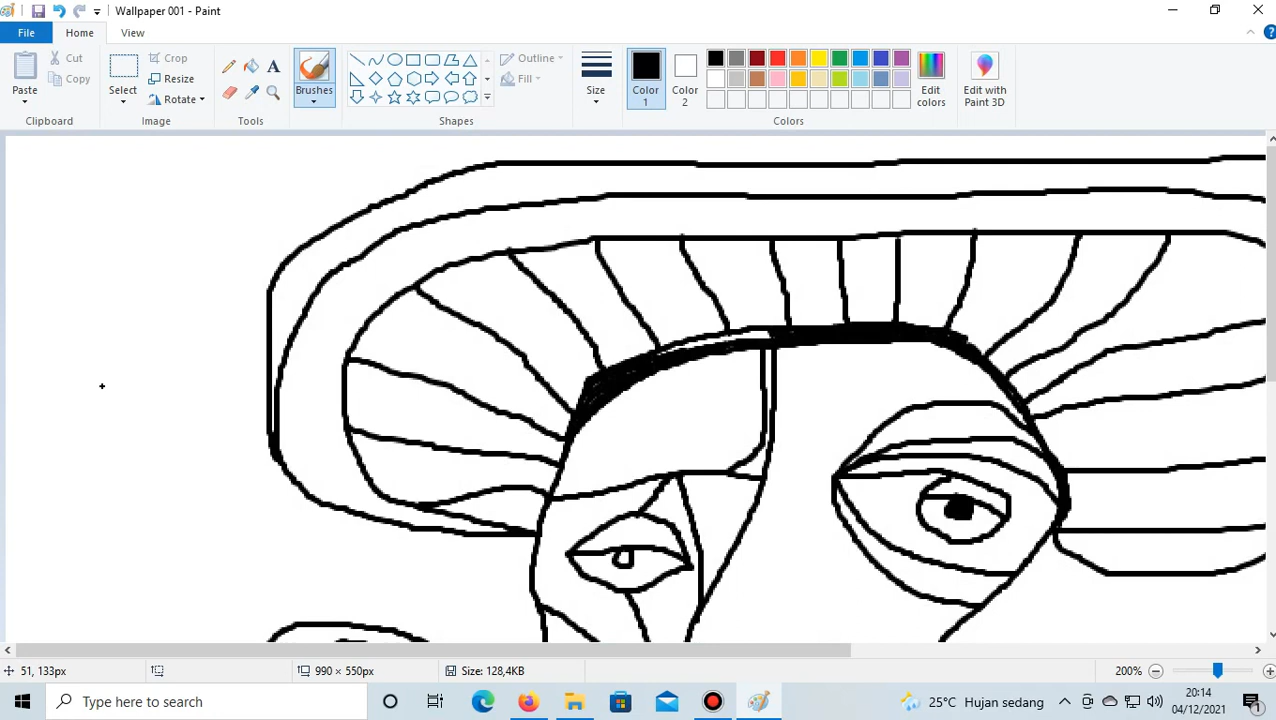 Wallpaper 001 - Paint
File
Home
View
Paste
Cut
Copy
Clipboard
Select
Crop
Resize
Rotate
Image
A
Tools
Brushes
Shapes
Outline
Fill
Size
Color 1
Color 2
Edit colors
Colors
Edit with Paint 3D
51, 133px
990 × 550px
Size: 128,4KB
200%
Type here to search
25°C Hujan sedang
20:14
04/12/2021
1